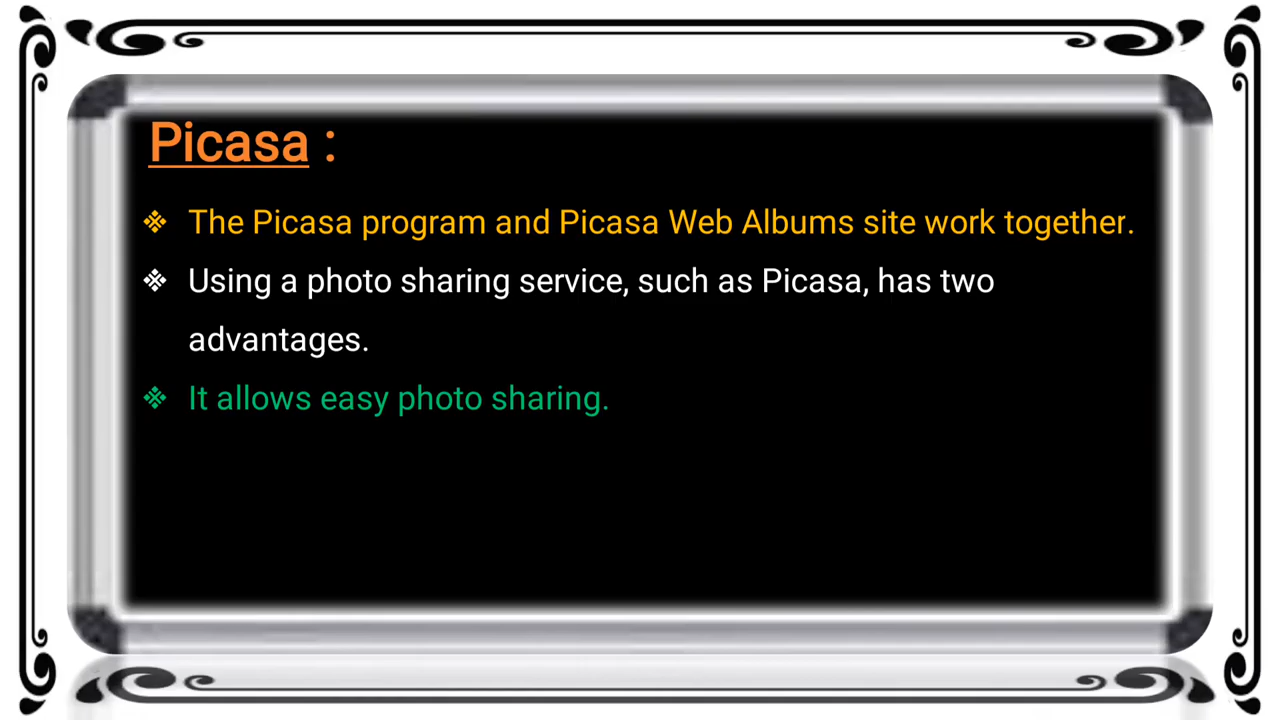 Picasa :
❖ The Picasa program and Picasa Web Albums site work together.
❖ Using a photo sharing service, such as Picasa, has two
advantages.
❖ It allows easy photo sharing.